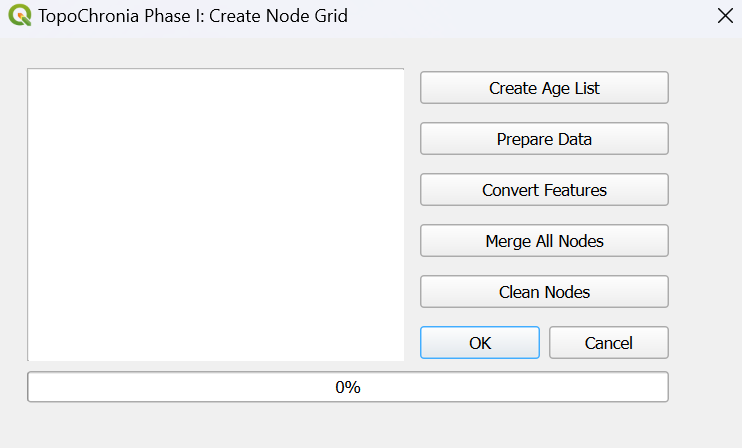 TopoChronia Phase I: Create Node Grid
Create Age List
Prepare Data
Convert Features
Merge All Nodes
Clean Nodes
OK
Cancel
0%